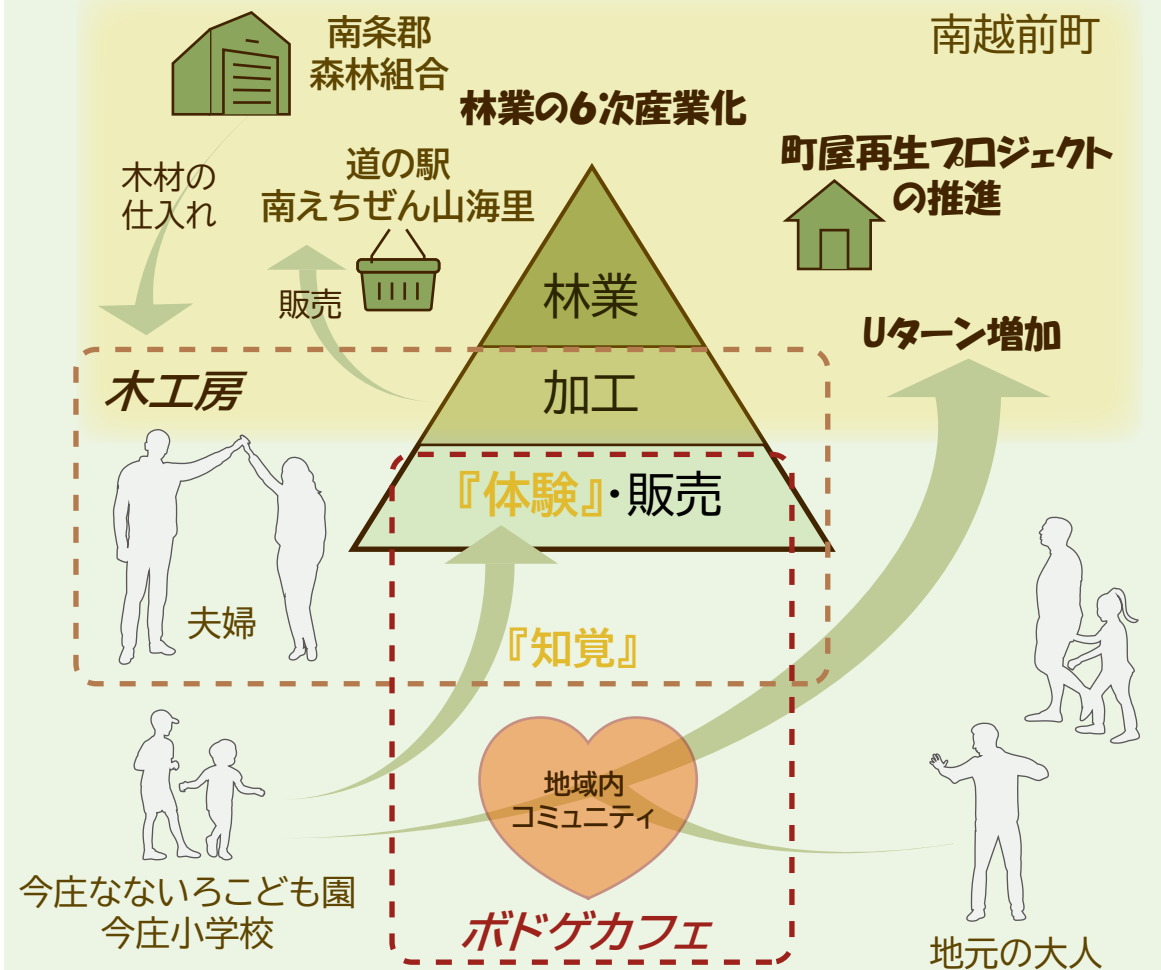 南条郡
森林組合
南越前町
林業の6次産業化
町屋再生プロジェクト
の推進
道の駅
南えちぜん山海里
木材の
仕入れ
販売
林業
Uターン増加
加工
木工房
『体験』・販売
夫婦
『知覚』
地域内
コミュニティ
今庄なないろこども園
今庄小学校
ボドゲカフェ
地元の大人